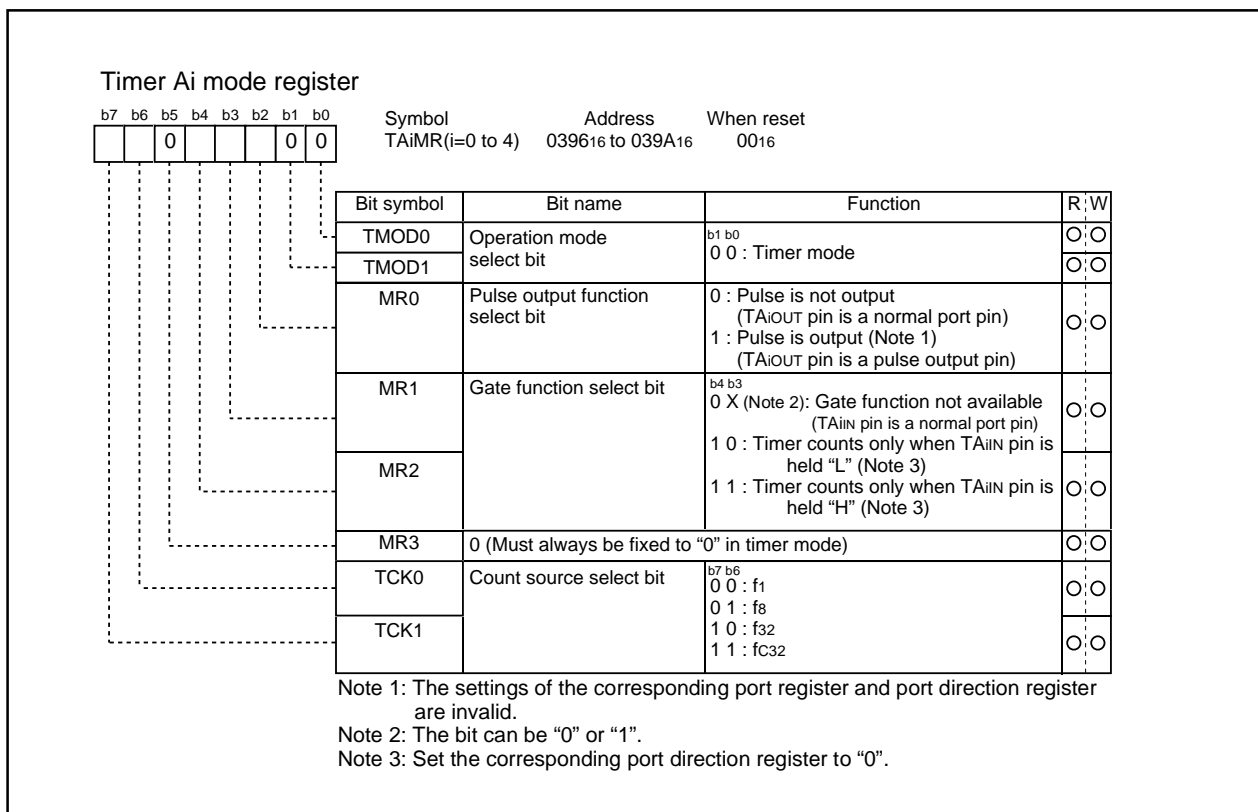 Timer Ai mode register
b7 b6 b5 b4 b3 b2 b1 b0
0 0 0
Symbol Address When reset
TAiMR(i=0 to 4) 039616 to 039A16 0016
Bit symbol Bit name Function R W
TMOD0 Operation mode select bit b1 b0
0 0 : Timer mode
TMOD1
MR0 Pulse output function select bit 0 : Pulse is not output
(TAiOUT pin is a normal port pin)
1 : Pulse is output (Note 1)
(TAiOUT pin is a pulse output pin)
MR1 Gate function select bit b4 b3
0 X (Note 2): Gate function not available
(TAiIN pin is a normal port pin)
1 0 : Timer counts only when TAiIN pin is
held “L” (Note 3)
MR2 1 1 : Timer counts only when TAiIN pin is
held “H” (Note 3)
MR3 0 (Must always be fixed to “0” in timer mode)
TCK0 Count source select bit b7 b6
0 0 : f1
0 1 : f8
TCK1 1 0 : f32
1 1 : fC32
Note 1: The settings of the corresponding port register and port direction register
are invalid.
Note 2: The bit can be “0” or “1”.
Note 3: Set the corresponding port direction register to “0”.